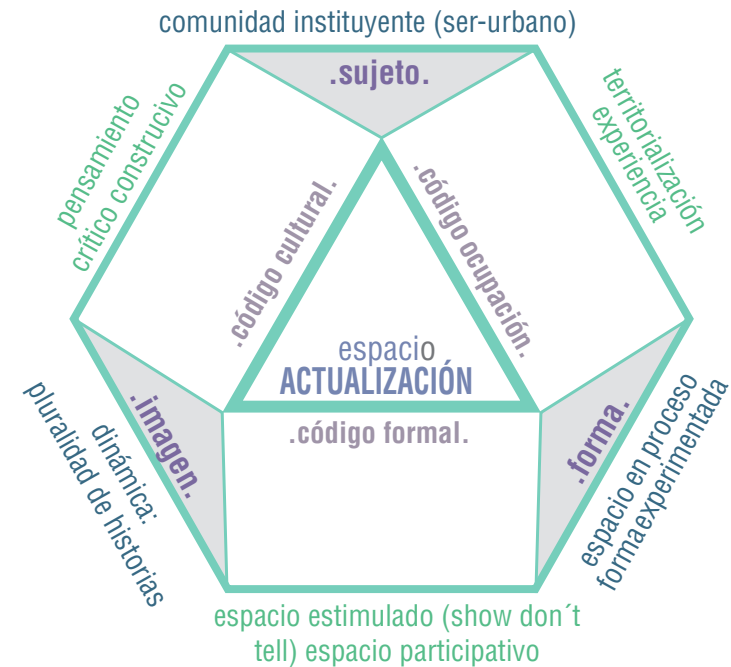 comunidad instituyente (ser-urbano)
.sujeto.
pensamiento
crítico construcivo
territorialización
experiencia
.código cultural.
.código ocupación.
espacio
ACTUALIZACIÓN
.código formal.
.imagen.
dinámica:
pluralidad de historias
.forma.
espacio en proceso
formaexperimentada
espacio estimulado (show don´t
tell) espacio participativo